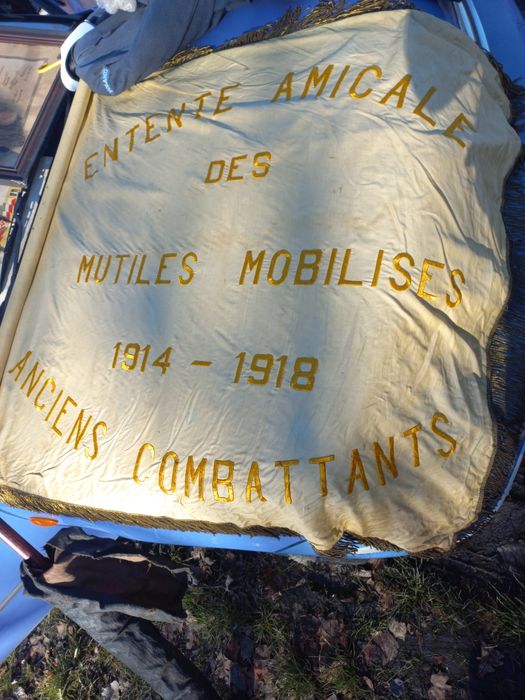 ENTENTE AMICALE
DES
MUTILES MOBILISES
1914 - 1918
ANCIENS COMBATTANTS